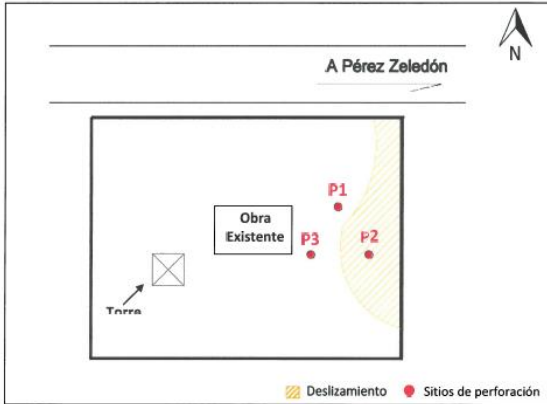 N
A Pérez Zeledón
P1
Obra
Existente
P3
P2
Torre
Deslizamiento
Sitios de perforación